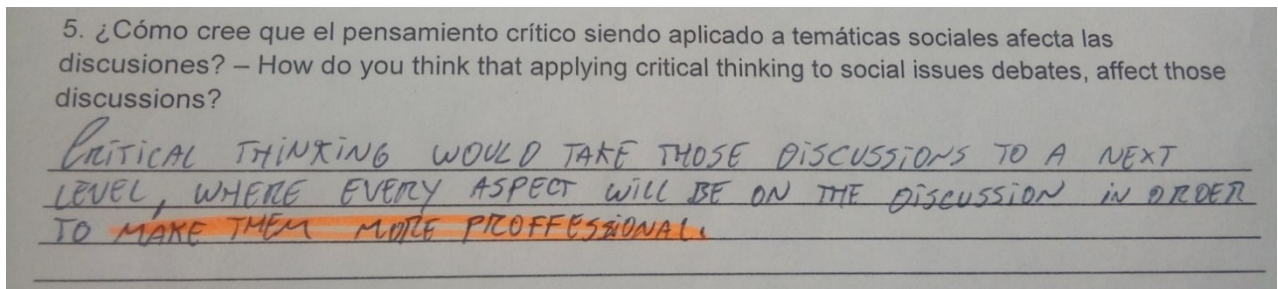 5. ¿Cómo cree que el pensamiento crítico siendo aplicado a temáticas sociales afecta las
discusiones? – How do you think that applying critical thinking to social issues debates, affect those
discussions?
CRITICAL THINKING WOULD TAKE THOSE DISCUSSIONS TO A NEXT
LEVEL, WHERE EVERY ASPECT WILL BE ON THE DISCUSSION IN ORDER
TO MAKE THEM MORE PROFFESSIONAL.